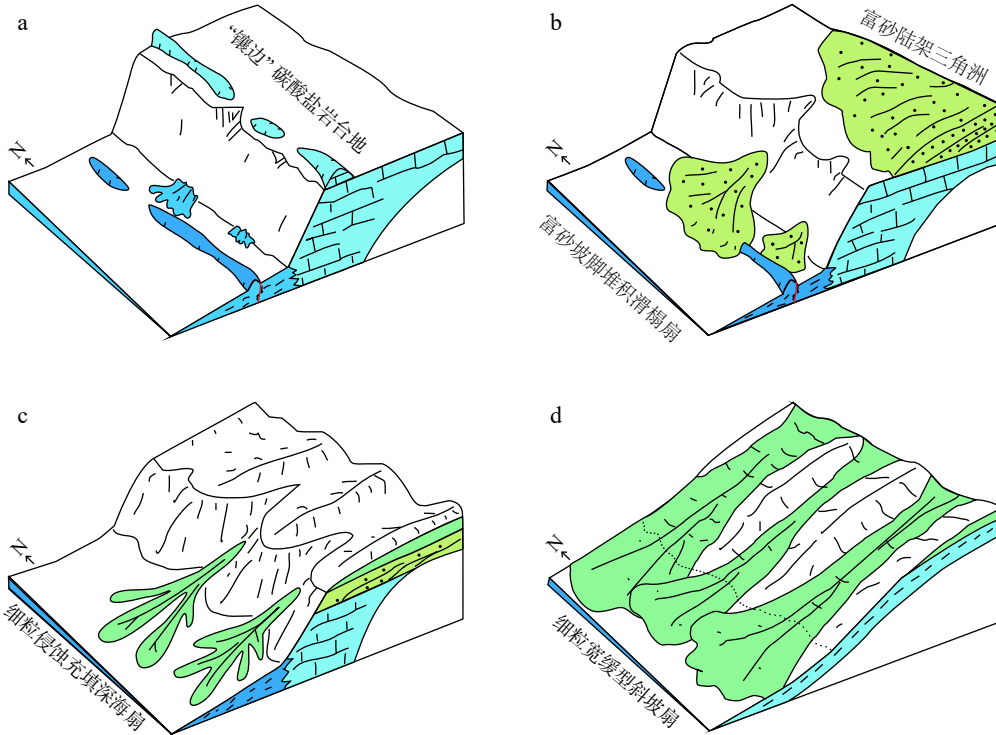 a
“镶边”碳酸盐岩台地
N←
b
富砂陆架三角洲
N←
富砂坡脚堆积滑榻扇
c
N←
细粒侵蚀充填深海扇
d
N←
细粒宽缓型斜坡扇